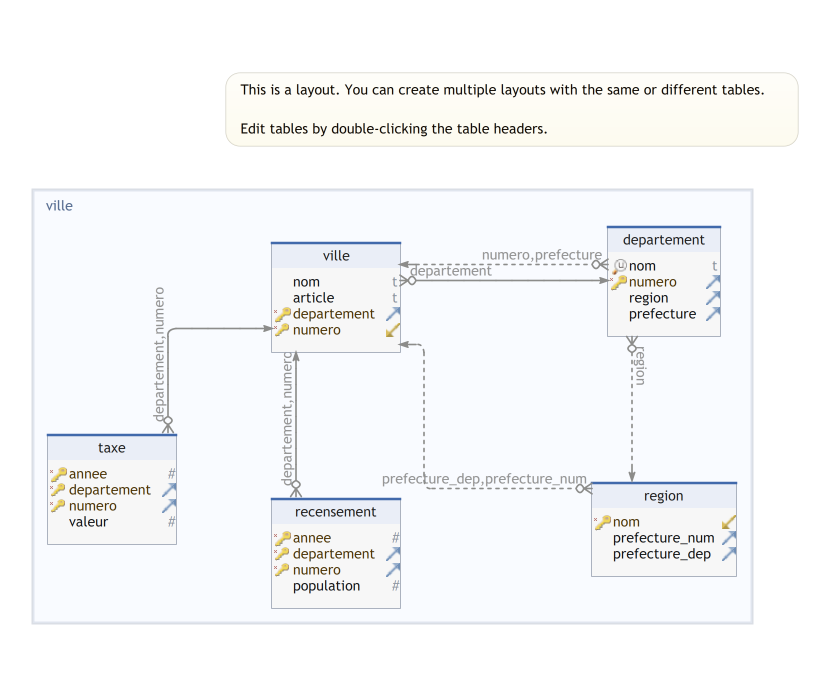 This is a layout. You can create multiple layouts with the same or different tables.
Edit tables by double-clicking the table headers.
ville
departement
ville
numero,prefecture
nom t
departement
nom t
numero
article t
region
departement
prefecture
numero
departement,numero
departement,numero
region
taxe
prefecture_dep,prefecture_num
annee #
region
departement
recensement
numero
nom
valeur #
annee #
prefecture_num
departement
prefecture_dep
numero
population #